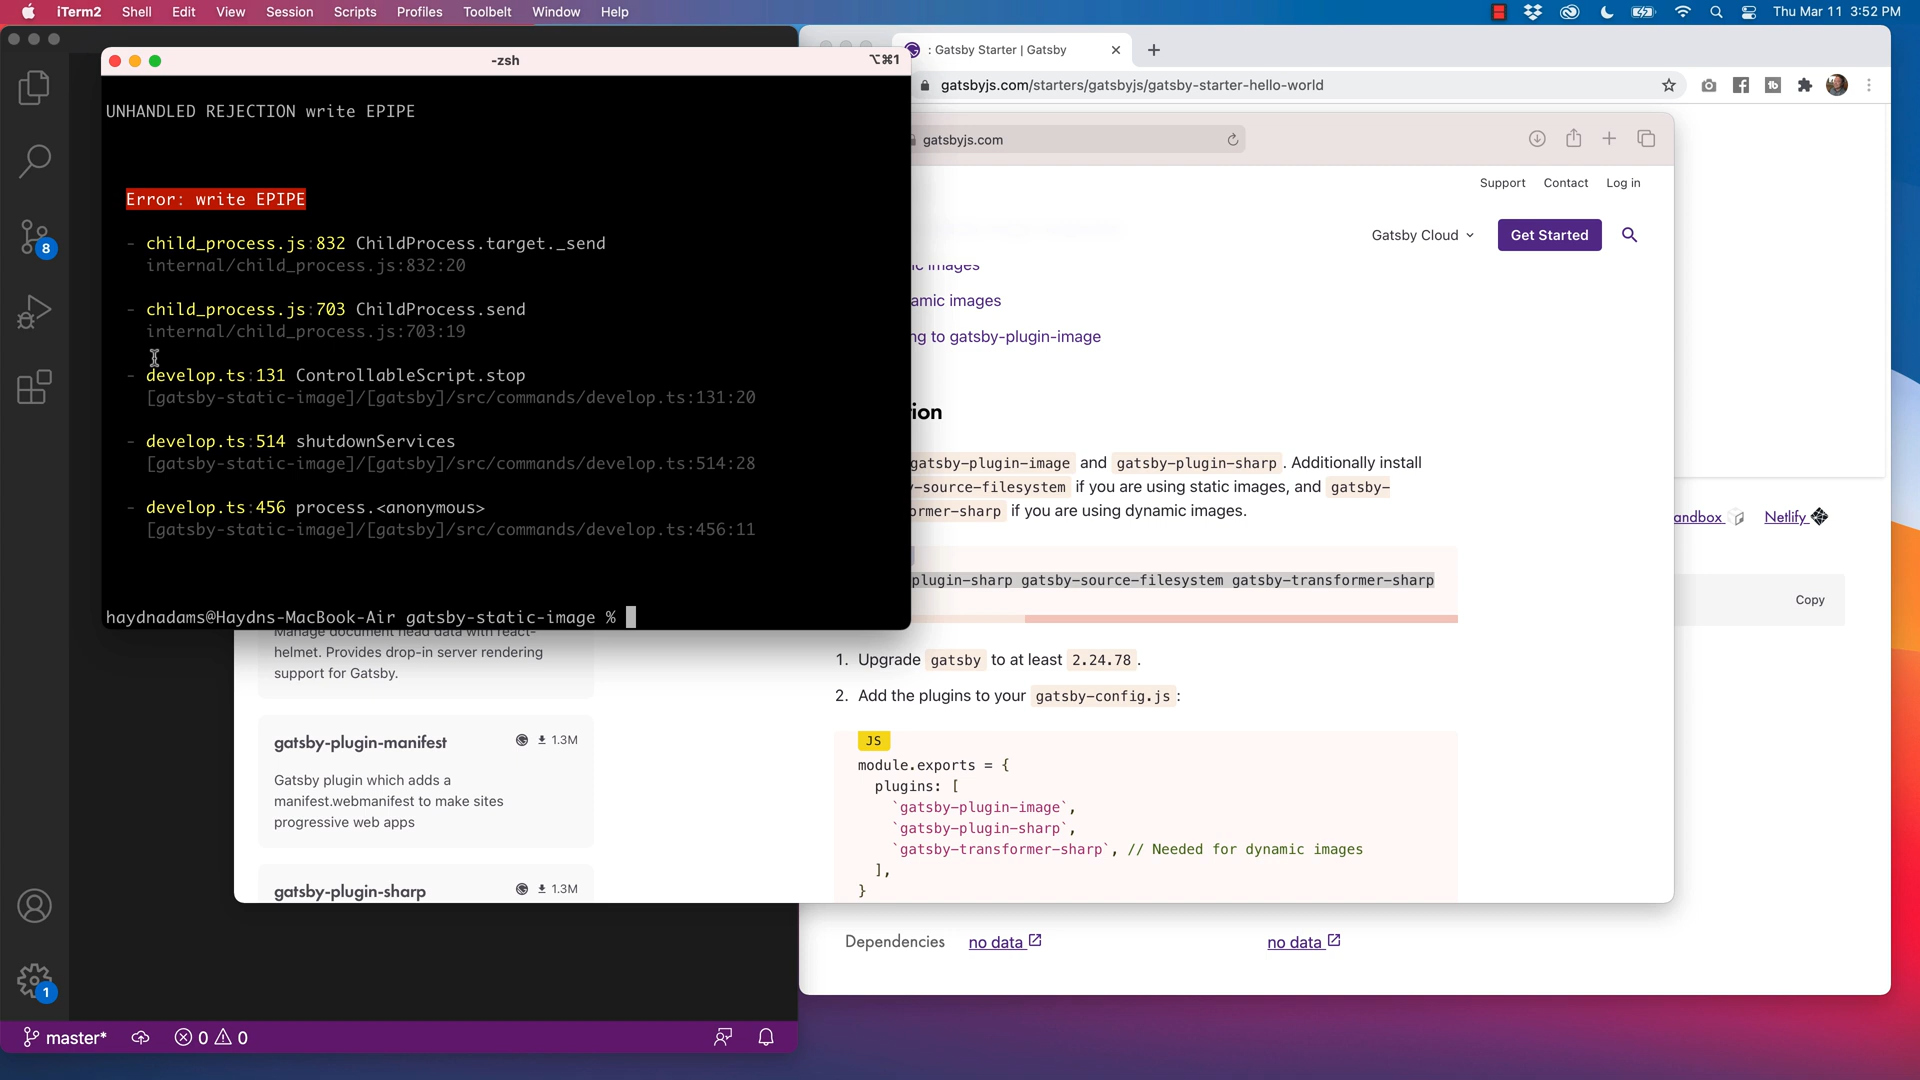 iTerm2 Shell Edit View Session Scripts Profiles Toolbelt Window Help
Thu Mar 11 3:52 PM
-zsh
⌥⌘1
UNHANDLED REJECTION write EPIPE
Error: write EPIPE
- child_process.js:832 ChildProcess.target._send
internal/child_process.js:832:20
- child_process.js:703 ChildProcess.send
internal/child_process.js:703:19
- develop.ts:131 ControllableScript.stop
[gatsby-static-image]/[gatsby]/src/commands/develop.ts:131:20
- develop.ts:514 shutdownServices
[gatsby-static-image]/[gatsby]/src/commands/develop.ts:514:28
- develop.ts:456 process.<anonymous>
[gatsby-static-image]/[gatsby]/src/commands/develop.ts:456:11
haydnadams@Haydns-MacBook-Air gatsby-static-image %
: Gatsby Starter | Gatsby
gatsbyjs.com/starters/gatsbyjs/gatsby-starter-hello-world
gatsbyjs.com
Support Contact Log in
Gatsby Cloud
Get Started
ic images
amic images
ng to gatsby-plugin-image
ion
gatsby-plugin-image and gatsby-plugin-sharp. Additionally install
-source-filesystem if you are using static images, and gatsby-
ormer-sharp if you are using dynamic images.
plugin-sharp gatsby-source-filesystem gatsby-transformer-sharp
1. Upgrade gatsby to at least 2.24.78.
2. Add the plugins to your gatsby-config.js:
JS
module.exports = {
plugins: [
`gatsby-plugin-image`,
`gatsby-plugin-sharp`,
`gatsby-transformer-sharp`, // Needed for dynamic images
],
}
Manage document head data with react-
helmet. Provides drop-in server rendering
support for Gatsby.
gatsby-plugin-manifest
1.3M
Gatsby plugin which adds a
manifest.webmanifest to make sites
progressive web apps
gatsby-plugin-sharp
1.3M
andbox
Netlify
Copy
Dependencies no data no data
8
1
master* 0 0